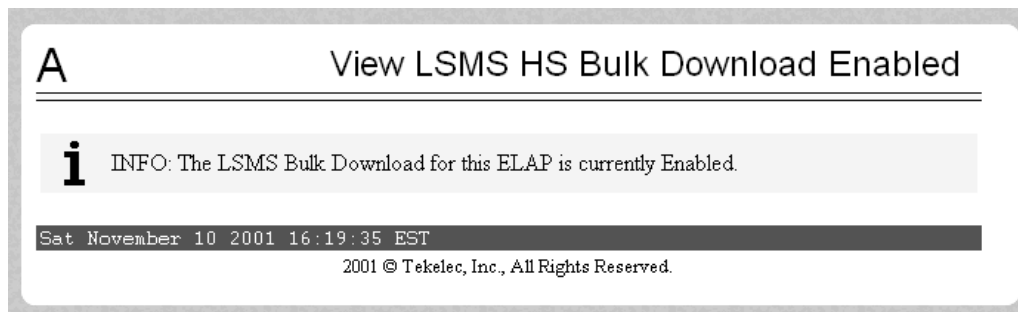 A View LSMS HS Bulk Download Enabled
i INFO: The LSMS Bulk Download for this ELAP is currently Enabled.
Sat November 10 2001 16:19:35 EST
2001 © Tekelec, Inc., All Rights Reserved.